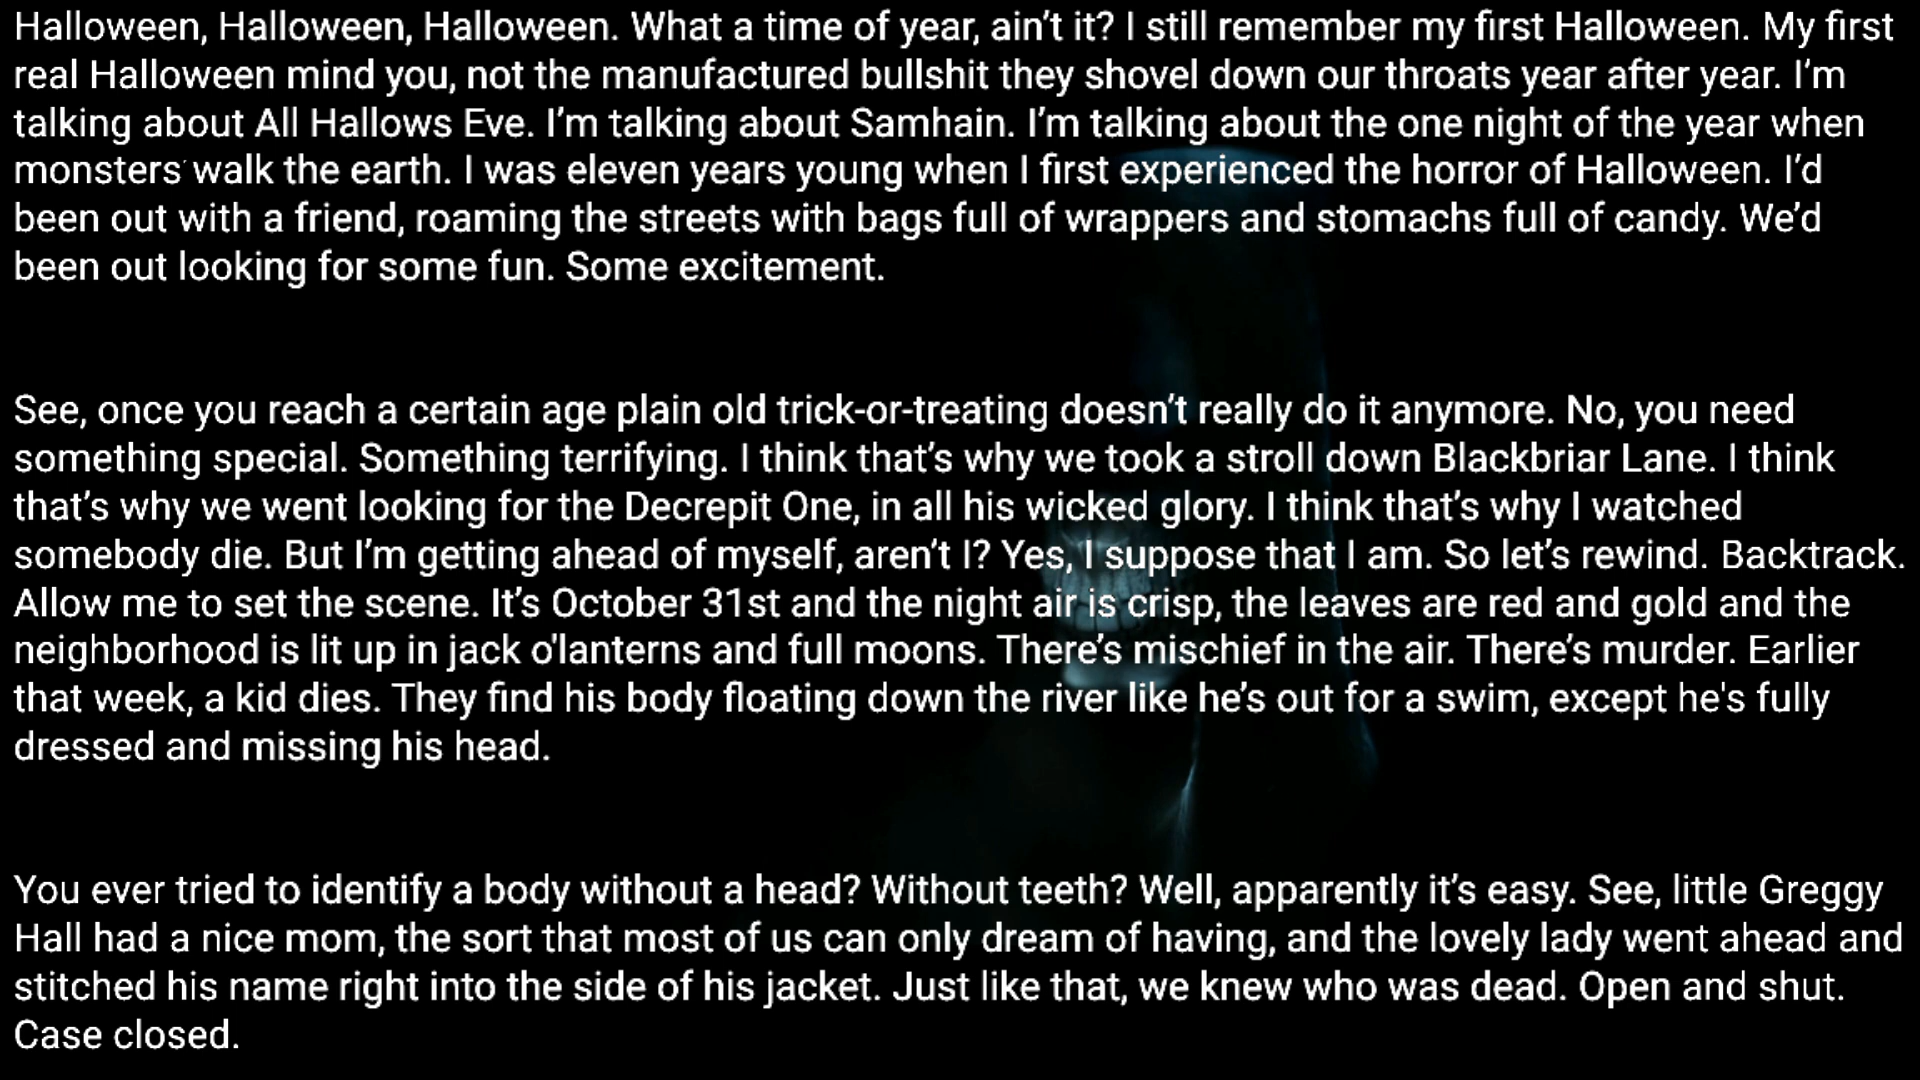 Halloween, Halloween, Halloween. What a time of year, ain’t it? I still remember my first Halloween. My first
real Halloween mind you, not the manufactured bullshit they shovel down our throats year after year. I’m
talking about All Hallows Eve. I’m talking about Samhain. I’m talking about the one night of the year when
monsters walk the earth. I was eleven years young when I first experienced the horror of Halloween. I’d
been out with a friend, roaming the streets with bags full of wrappers and stomachs full of candy. We’d
been out looking for some fun. Some excitement.
See, once you reach a certain age plain old trick-or-treating doesn’t really do it anymore. No, you need
something special. Something terrifying. I think that’s why we took a stroll down Blackbriar Lane. I think
that’s why we went looking for the Decrepit One, in all his wicked glory. I think that’s why I watched
somebody die. But I’m getting ahead of myself, aren’t I? Yes, I suppose that I am. So let’s rewind. Backtrack.
Allow me to set the scene. It’s October 31st and the night air is crisp, the leaves are red and gold and the
neighborhood is lit up in jack o'lanterns and full moons. There’s mischief in the air. There’s murder. Earlier
that week, a kid dies. They find his body floating down the river like he’s out for a swim, except he's fully
dressed and missing his head.
You ever tried to identify a body without a head? Without teeth? Well, apparently it’s easy. See, little Greggy
Hall had a nice mom, the sort that most of us can only dream of having, and the lovely lady went ahead and
stitched his name right into the side of his jacket. Just like that, we knew who was dead. Open and shut.
Case closed.